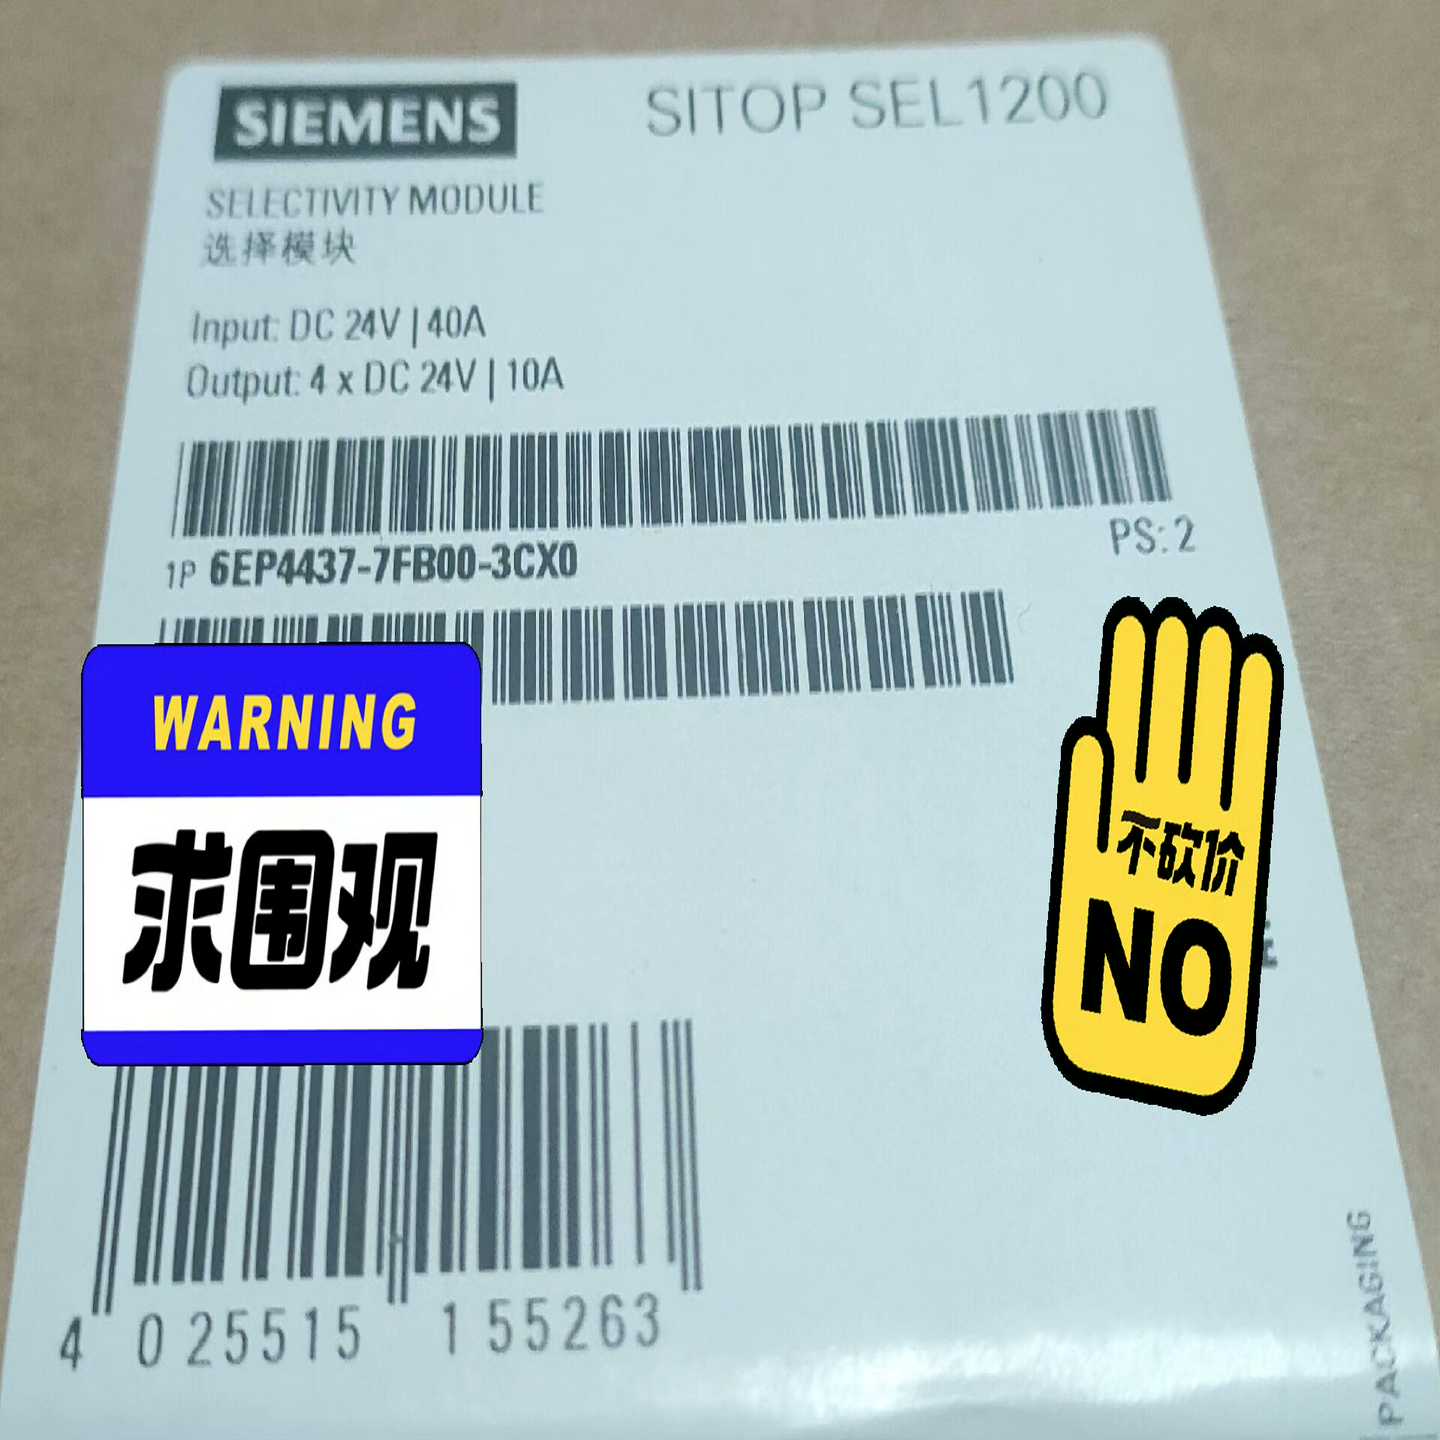 SIEMENS
SITOP SEL1200
SELECTIVITY MODULE
选择模块
Input: DC 24V | 40A
Output: 4 x DC 24V | 10A
1P 6EP4437-7FB00-3CX0
PS: 2
WARNING
求围观
不砍价
NO
4 025515 155263
PACKAGING